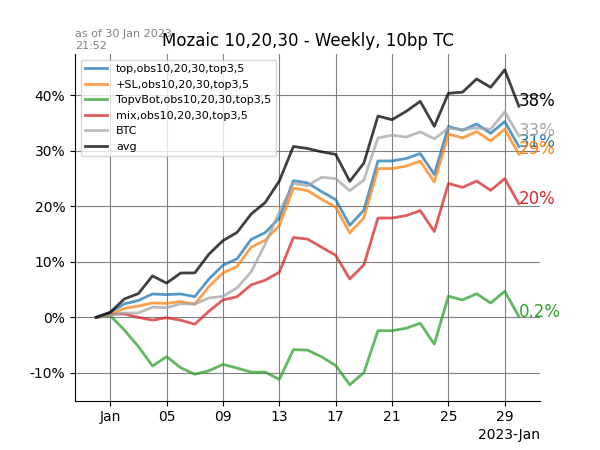 as of 30 Jan 2023
21:52
Mozaic 10,20,30 - Weekly, 10bp TC
top,obs10,20,30,top3,5
+SL,obs10,20,30,top3,5
TopvBot,obs10,20,30,top3,5
mix,obs10,20,30,top3,5
BTC
avg
40%
30%
20%
10%
0%
-10%
38%
33%
31%
29%
20%
0.2%
Jan 05 09 13 17 21 25 29
2023-Jan